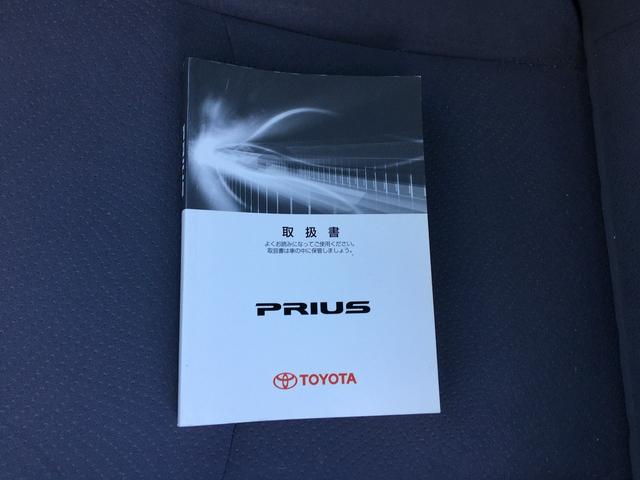 PRIUS
取扱書
よくお読みになってご使用ください。
取扱書は車の中に保管しましょう。
PRIUS
TOYOTA